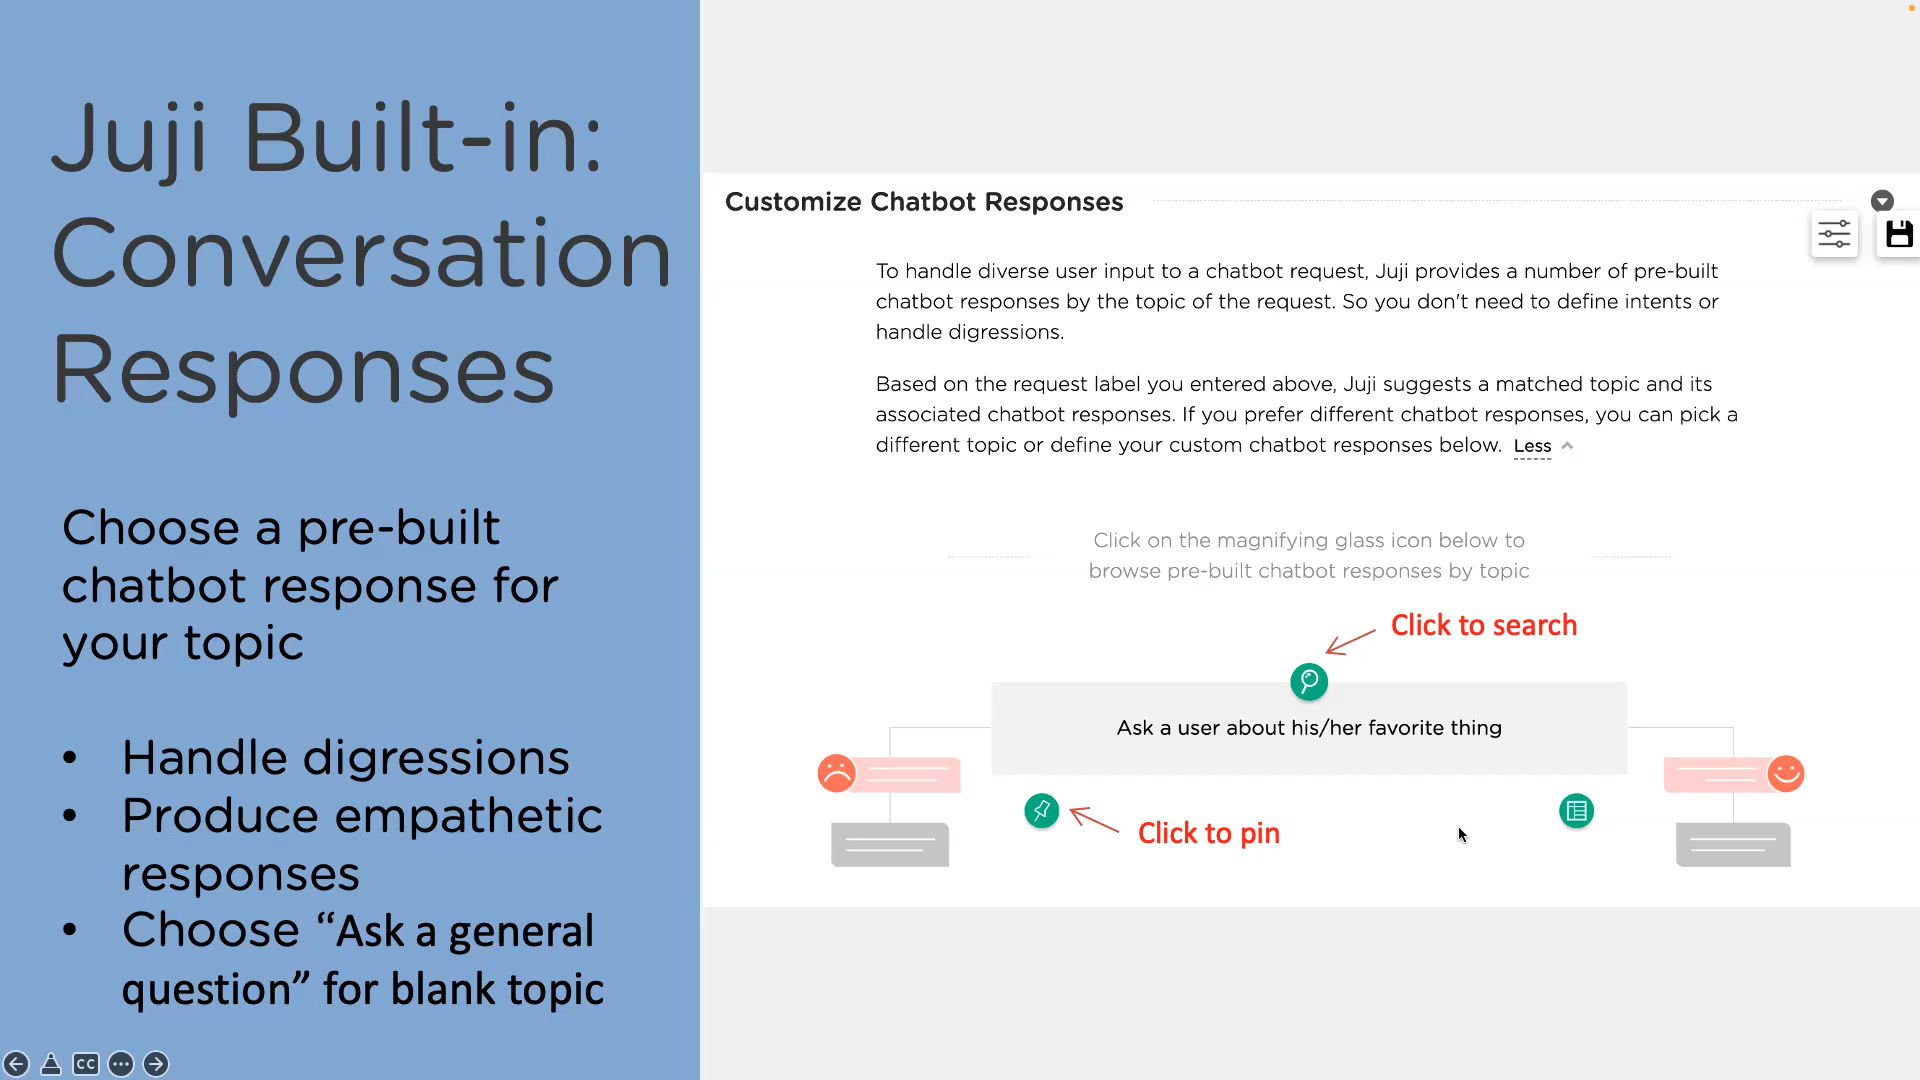 Juji Built-in:
Conversation
Responses
Choose a pre-built
chatbot response for
your topic
• Handle digressions
• Produce empathetic
responses
• Choose “Ask a general
question” for blank topic
CC
Customize Chatbot Responses
To handle diverse user input to a chatbot request, Juji provides a number of pre-built
chatbot responses by the topic of the request. So you don't need to define intents or
handle digressions.
Based on the request label you entered above, Juji suggests a matched topic and its
associated chatbot responses. If you prefer different chatbot responses, you can pick a
different topic or define your custom chatbot responses below. Less
Click on the magnifying glass icon below to
browse pre-built chatbot responses by topic
Click to search
Ask a user about his/her favorite thing
Click to pin